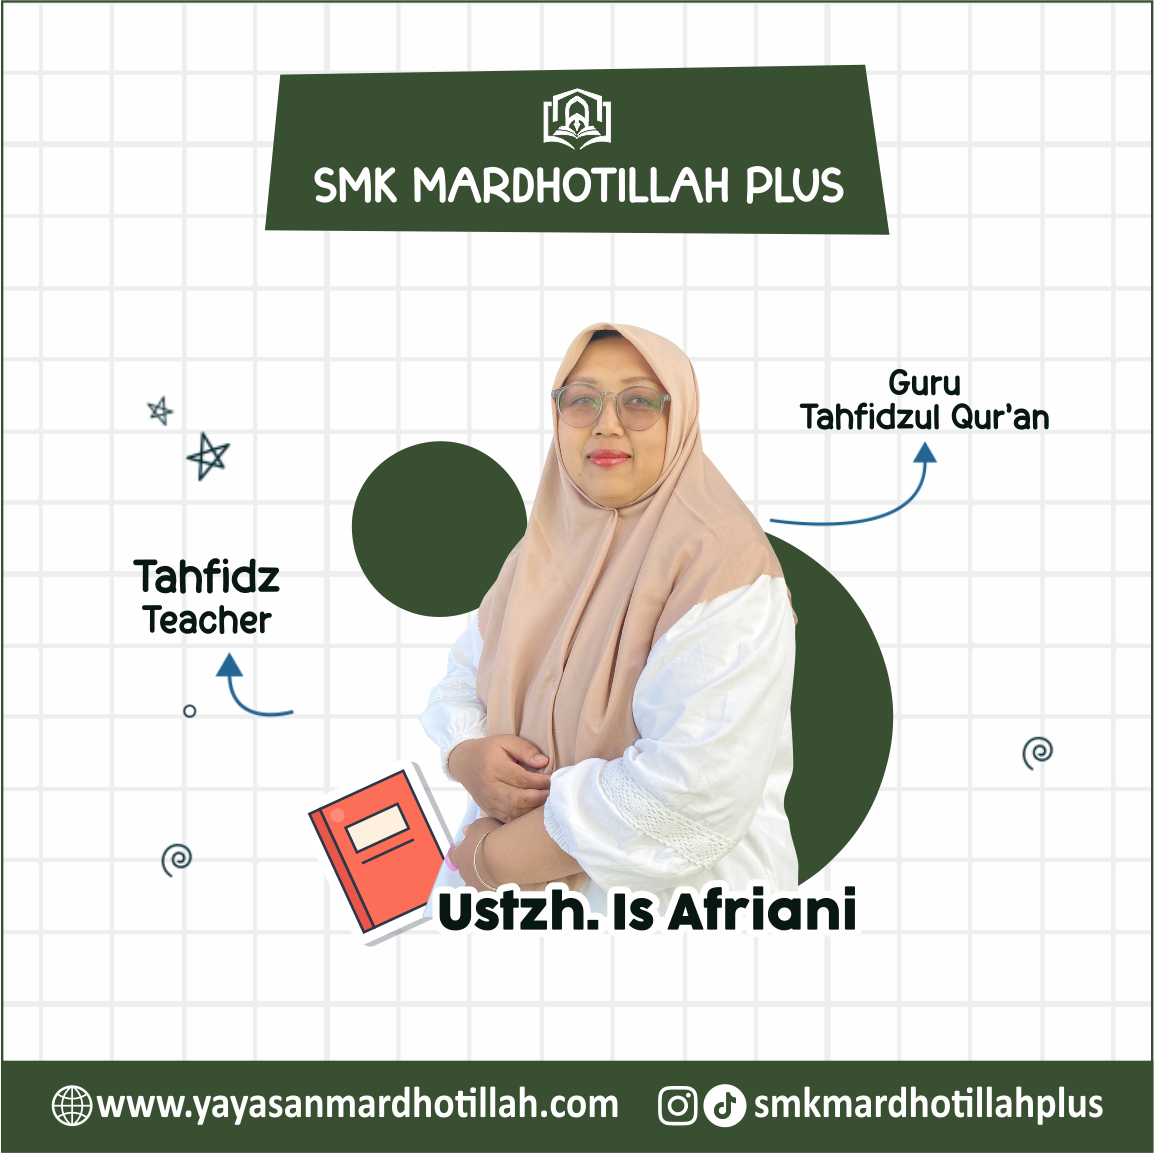 SMK MARDHOTILLAH PLUS
Guru
Tahfidzul Qur'an
Tahfidz
Teacher
Ustzh. Is Afriani
www.yayasanmardhotillah.com
smkmardhotillahplus